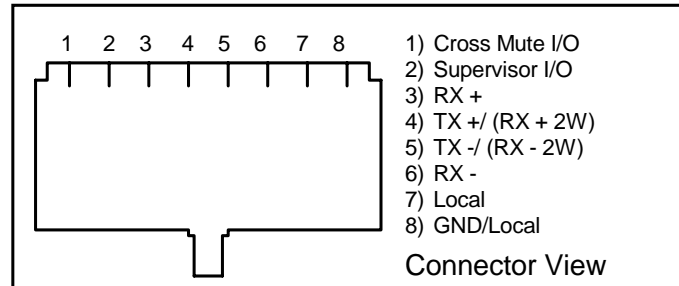 1 2 3 4 5 6 7 8
1) Cross Mute I/O
2) Supervisor I/O
3) RX +
4) TX +/ (RX + 2W)
5) TX -/ (RX - 2W)
6) RX -
7) Local
8) GND/Local
Connector View